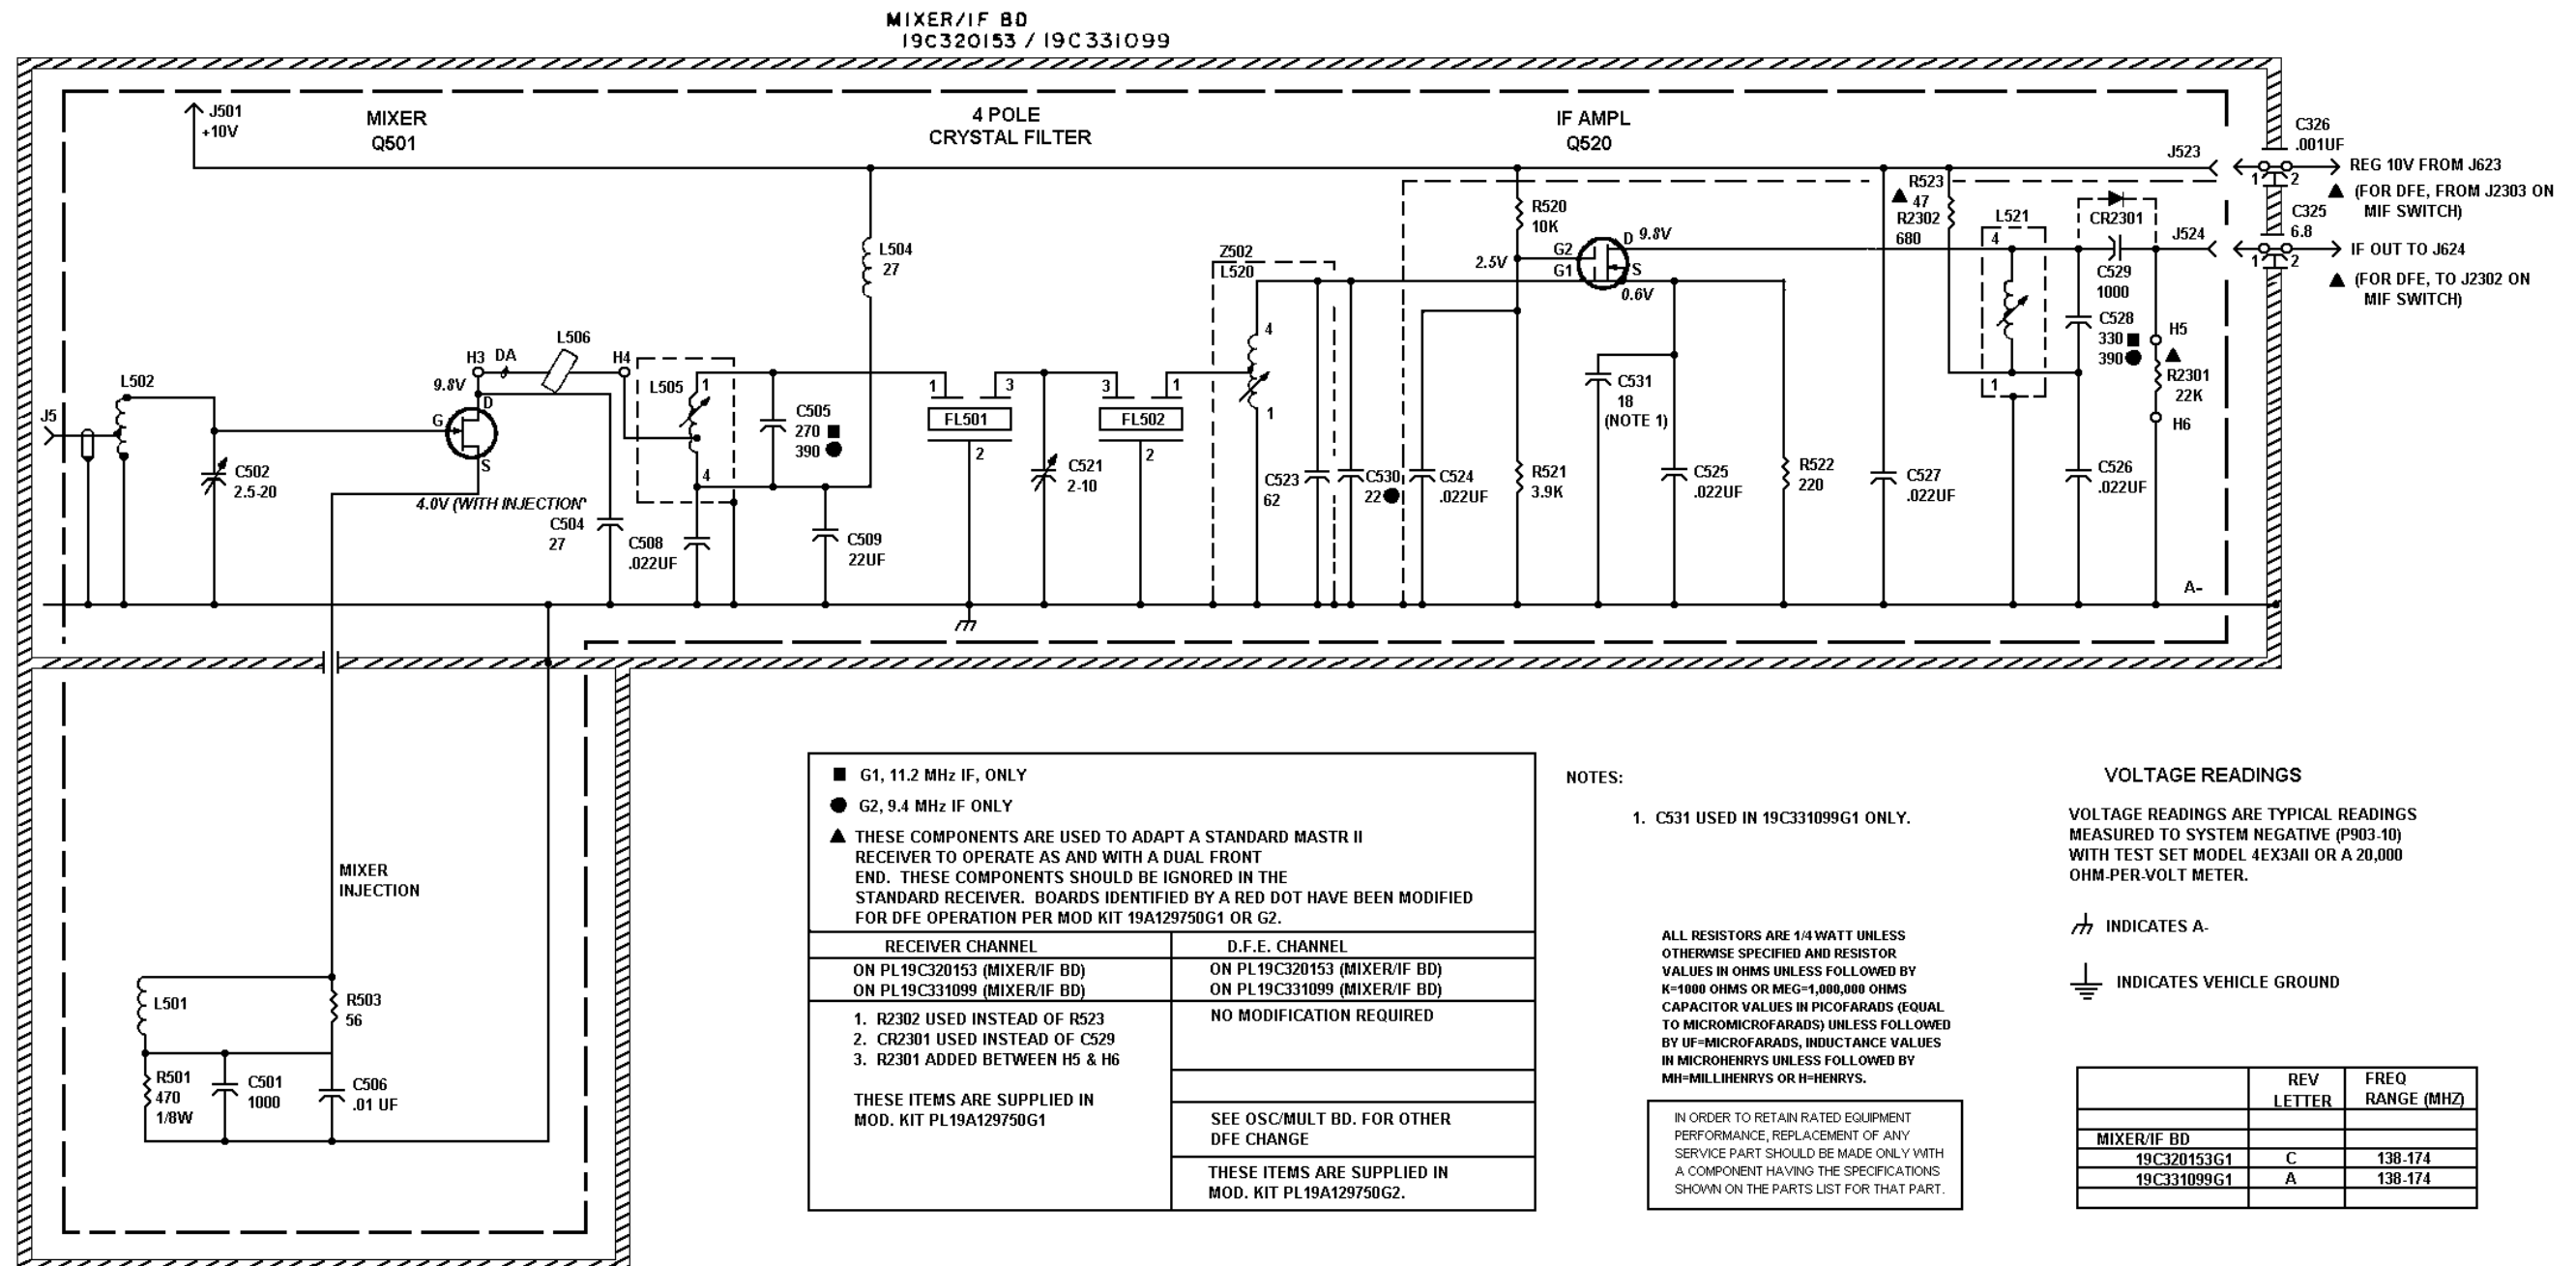 MIXER/IF BD
19C320153 / 19C331099
J501
+10V
MIXER
Q501
4 POLE
CRYSTAL FILTER
IF AMPL
Q520
J523
C326
.001UF
REG 10V FROM J623
▲ (FOR DFE, FROM J2303 ON
MIF SWITCH)
1
2
C325
6.8
J524
IF OUT TO J624
▲ (FOR DFE, TO J2302 ON
MIF SWITCH)
1
2
R523
▲ 47
R2302
680
L521
4
1
CR2301
C529
1000
C528
330 ■
390 ●
H5
▲
R2301
22K
H6
R520
10K
G2
G1
D
9.8V
S
0.6V
2.5V
Z502
L520
4
1
L504
27
L506
H3
DA
H4
9.8V
D
G
S
4.0V (WITH INJECTION'
L502
J5
C502
2.5-20
L505
1
4
C505
270 ■
390 ●
1
3
FL501
2
3
1
FL502
2
C521
2-10
C504
27
C508
.022UF
C509
22UF
C523
62
C530
22 ●
C524
.022UF
R521
3.9K
C531
18
(NOTE 1)
C525
.022UF
R522
220
C527
.022UF
C526
.022UF
A-
MIXER
INJECTION
L501
R503
56
R501
470
1/8W
C501
1000
C506
.01 UF
■ G1, 11.2 MHz IF, ONLY
● G2, 9.4 MHz IF ONLY
▲ THESE COMPONENTS ARE USED TO ADAPT A STANDARD MASTR II
RECEIVER TO OPERATE AS AND WITH A DUAL FRONT
END. THESE COMPONENTS SHOULD BE IGNORED IN THE
STANDARD RECEIVER. BOARDS IDENTIFIED BY A RED DOT HAVE BEEN MODIFIED
FOR DFE OPERATION PER MOD KIT 19A129750G1 OR G2.
RECEIVER CHANNEL
ON PL19C320153 (MIXER/IF BD)
ON PL19C331099 (MIXER/IF BD)
1. R2302 USED INSTEAD OF R523
2. CR2301 USED INSTEAD OF C529
3. R2301 ADDED BETWEEN H5 & H6
THESE ITEMS ARE SUPPLIED IN
MOD. KIT PL19A129750G1
D.F.E. CHANNEL
ON PL19C320153 (MIXER/IF BD)
ON PL19C331099 (MIXER/IF BD)
NO MODIFICATION REQUIRED
SEE OSC/MULT BD. FOR OTHER
DFE CHANGE
THESE ITEMS ARE SUPPLIED IN
MOD. KIT PL19A129750G2.
NOTES:
1. C531 USED IN 19C331099G1 ONLY.
ALL RESISTORS ARE 1/4 WATT UNLESS
OTHERWISE SPECIFIED AND RESISTOR
VALUES IN OHMS UNLESS FOLLOWED BY
K=1000 OHMS OR MEG=1,000,000 OHMS
CAPACITOR VALUES IN PICOFARADS (EQUAL
TO MICROMICROFARADS) UNLESS FOLLOWED
BY UF=MICROFARADS, INDUCTANCE VALUES
IN MICROHENRYS UNLESS FOLLOWED BY
MH=MILLIHENRYS OR H=HENRYS.
IN ORDER TO RETAIN RATED EQUIPMENT
PERFORMANCE, REPLACEMENT OF ANY
SERVICE PART SHOULD BE MADE ONLY WITH
A COMPONENT HAVING THE SPECIFICATIONS
SHOWN ON THE PARTS LIST FOR THAT PART.
VOLTAGE READINGS
VOLTAGE READINGS ARE TYPICAL READINGS
MEASURED TO SYSTEM NEGATIVE (P903-10)
WITH TEST SET MODEL 4EX3AII OR A 20,000
OHM-PER-VOLT METER.
INDICATES A-
INDICATES VEHICLE GROUND
REV
LETTER
FREQ
RANGE (MHZ)
MIXER/IF BD
19C320153G1 C 138-174
19C331099G1 A 138-174